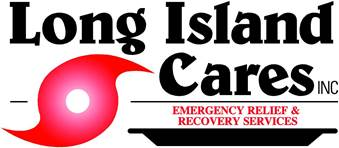 Long Island
Cares INC
EMERGENCY RELIEF &
RECOVERY SERVICES